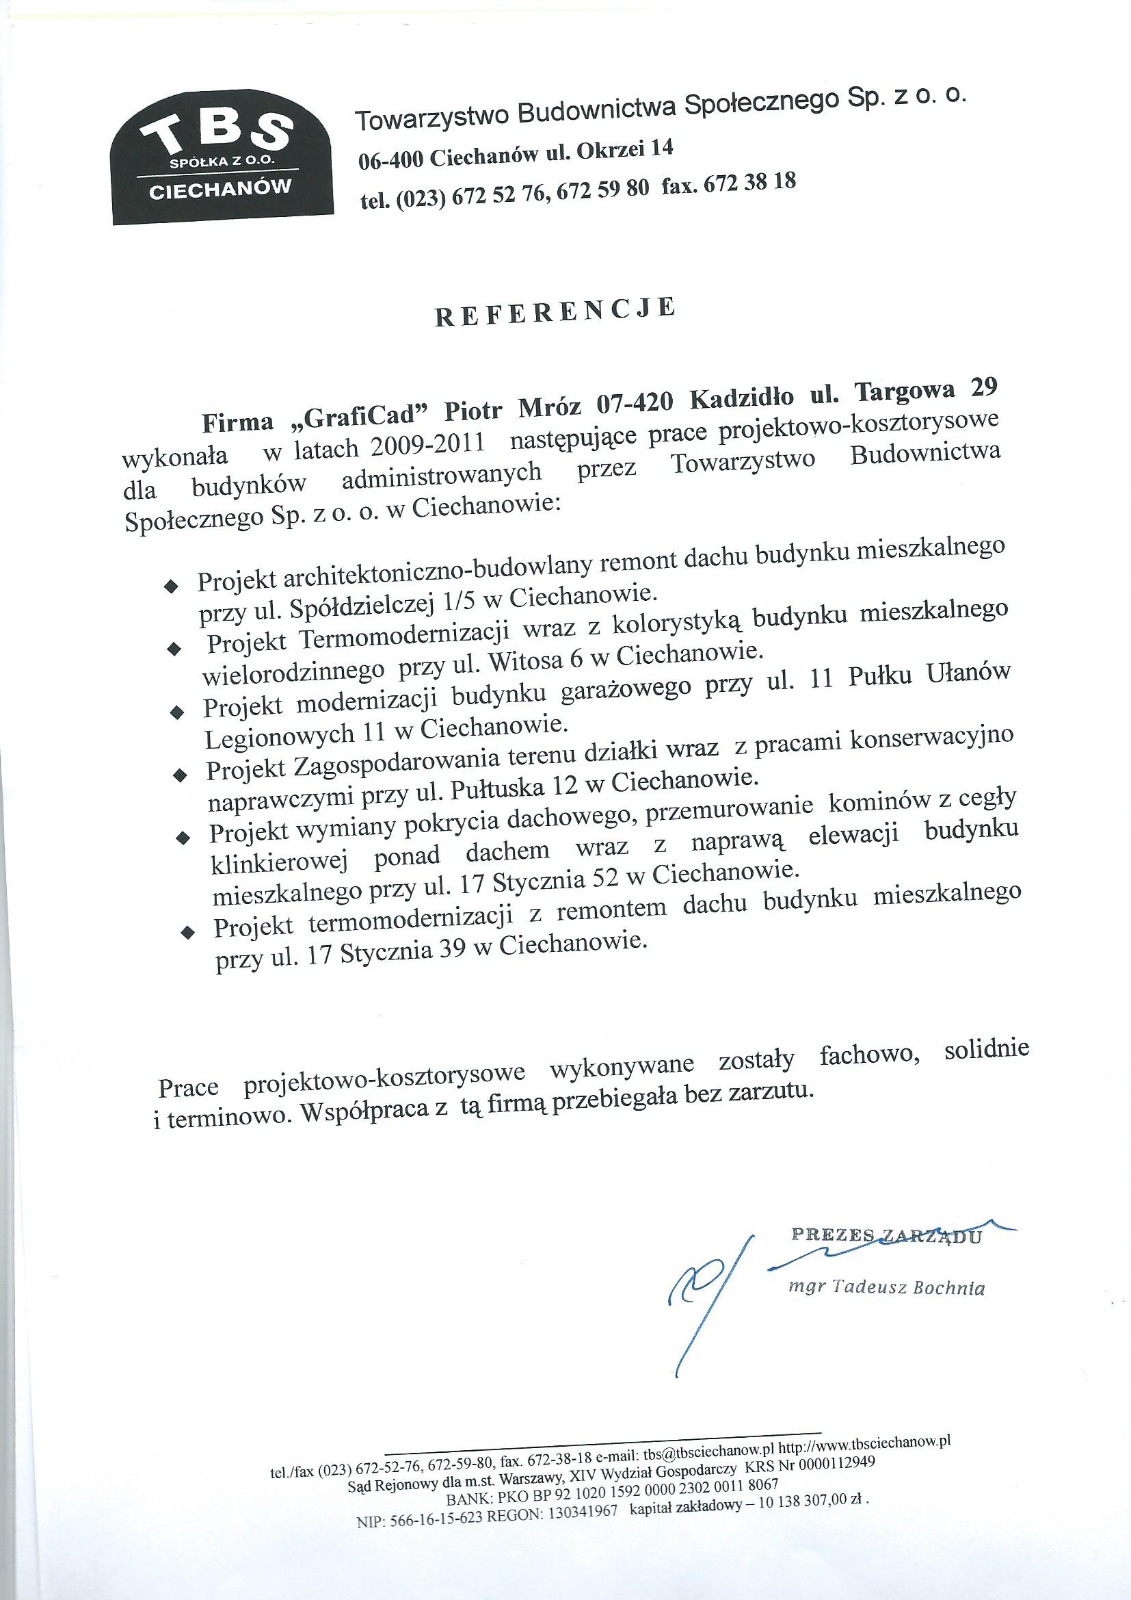 TBS
SPÓŁKA Z O.O.
CIECHANÓW
Towarzystwo Budownictwa Społecznego Sp. z o. o.
06-400 Ciechanów ul. Okrzei 14
tel. (023) 672 52 76, 672 59 80 fax. 672 38 18
REFERENCJE
Firma „GrafiCad” Piotr Mróz 07-420 Kadzidło ul. Targowa 29
wykonała w latach 2009-2011 następujące prace projektowo-kosztorysowe
dla budynków administrowanych przez Towarzystwo Budownictwa
Społecznego Sp. z o. o. w Ciechanowie:
◆ Projekt architektoniczno-budowlany remont dachu budynku mieszkalnego
przy ul. Spółdzielczej 1/5 w Ciechanowie.
◆ Projekt Termomodernizacji wraz z kolorystyką budynku mieszkalnego
wielorodzinnego przy ul. Witosa 6 w Ciechanowie.
◆ Projekt modernizacji budynku garażowego przy ul. 11 Pułku Ułanów
Legionowych 11 w Ciechanowie.
◆ Projekt Zagospodarowania terenu działki wraz z pracami konserwacyjno
naprawczymi przy ul. Pułtuska 12 w Ciechanowie.
◆ Projekt wymiany pokrycia dachowego, przemurowanie kominów z cegły
klinkierowej ponad dachem wraz z naprawą elewacji budynku
mieszkalnego przy ul. 17 Stycznia 52 w Ciechanowie.
◆ Projekt termomodernizacji z remontem dachu budynku mieszkalnego
przy ul. 17 Stycznia 39 w Ciechanowie.
Prace projektowo-kosztorysowe wykonywane zostały fachowo, solidnie
i terminowo. Współpraca z tą firmą przebiegała bez zarzutu.
PREZES ZARZĄDU
mgr Tadeusz Bochnia
tel./fax (023) 672-52-76, 672-59-80, fax. 672-38-18 e-mail: tbs@tbsciechanow.pl http://www.tbsciechanow.pl
Sąd Rejonowy dla m.st. Warszawy, XIV Wydział Gospodarczy KRS Nr 0000112949
BANK: PKO BP 92 1020 1592 0000 2302 0011 8067
NIP: 566-16-15-623 REGON: 130341967 kapitał zakładowy – 10 138 307,00 zł .